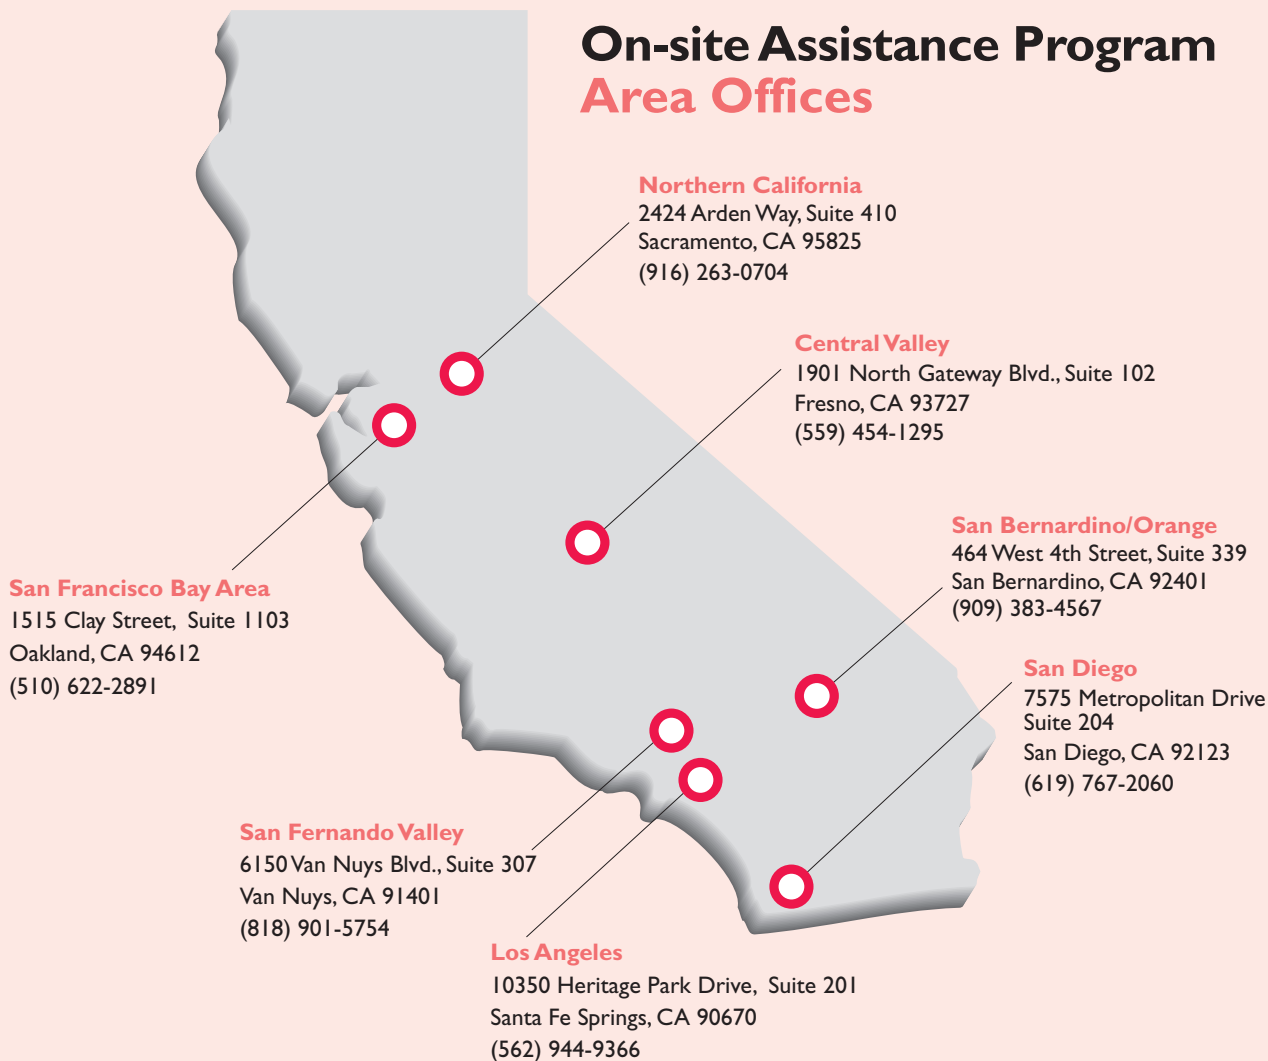 On-site Assistance Program
Area Offices
Northern California
2424 Arden Way, Suite 410
Sacramento, CA 95825
(916) 263-0704
Central Valley
1901 North Gateway Blvd., Suite 102
Fresno, CA 93727
(559) 454-1295
San Bernardino/Orange
464 West 4th Street, Suite 339
San Bernardino, CA 92401
(909) 383-4567
San Francisco Bay Area
1515 Clay Street, Suite 1103
Oakland, CA 94612
(510) 622-2891
San Diego
7575 Metropolitan Drive
Suite 204
San Diego, CA 92123
(619) 767-2060
San Fernando Valley
6150 Van Nuys Blvd., Suite 307
Van Nuys, CA 91401
(818) 901-5754
Los Angeles
10350 Heritage Park Drive, Suite 201
Santa Fe Springs, CA 90670
(562) 944-9366